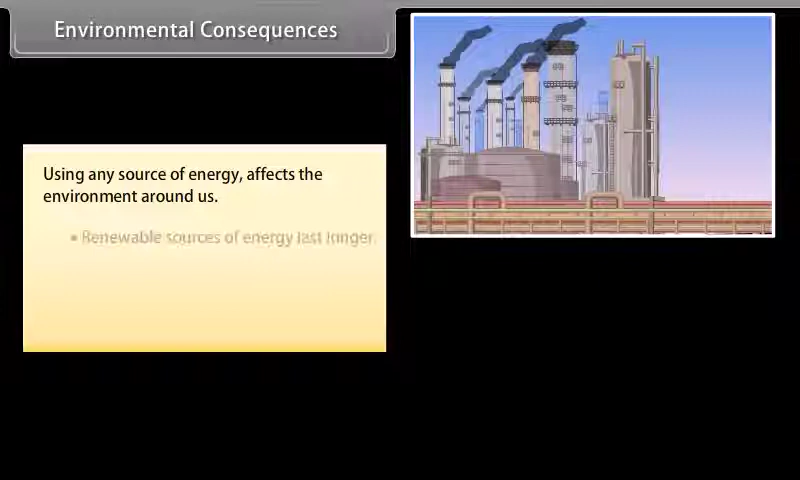 Environmental Consequences
Using any source of energy, affects the
environment around us.
• Renewable sources of energy last longer